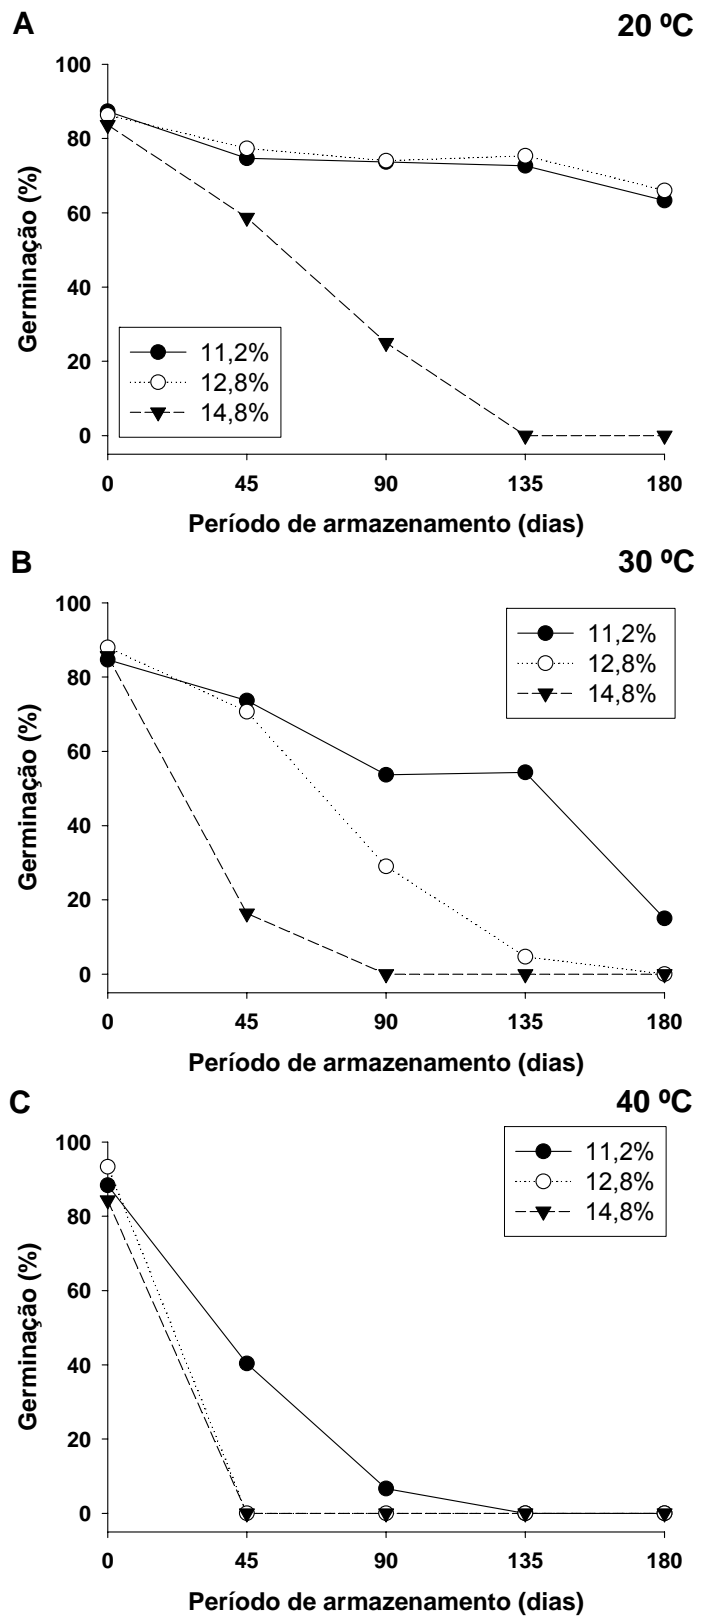 A 20 ºC
100
80
60
40
20
0
Germinação (%)
11,2%
12,8%
14,8%
0 45 90 135 180
Período de armazenamento (dias)
B 30 ºC
100
80
60
40
20
0
Germinação (%)
11,2%
12,8%
14,8%
0 45 90 135 180
Período de armazenamento (dias)
C 40 ºC
100
80
60
40
20
0
Germinação (%)
11,2%
12,8%
14,8%
0 45 90 135 180
Período de armazenamento (dias)